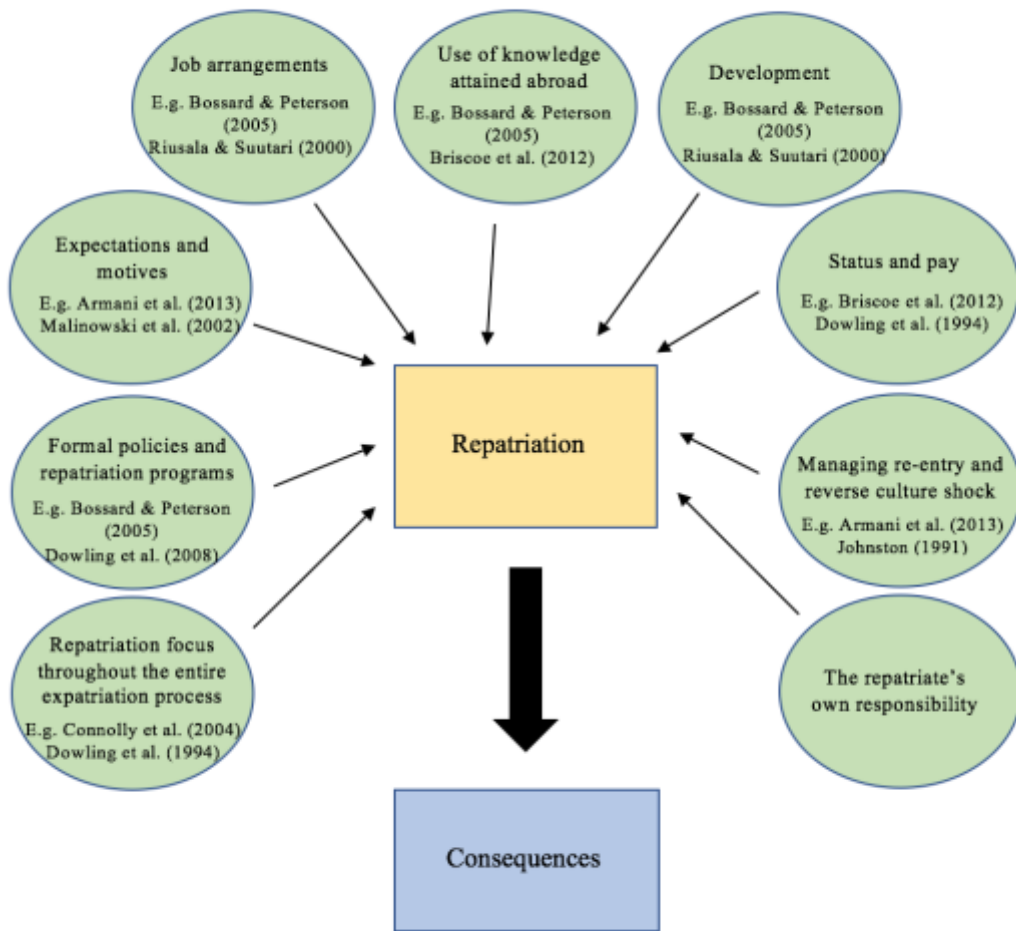 Job arrangements
E.g. Bossard & Peterson
(2005)
Riusala & Suutari (2000)
Use of knowledge
attained abroad
E.g. Bossard & Peterson
(2005)
Briscoe et al. (2012)
Development
E.g. Bossard & Peterson
(2005)
Riusala & Suutari (2000)
Expectations and
motives
E.g. Armani et al. (2013)
Malinowski et al. (2002)
Status and pay
E.g. Briscoe et al. (2012)
Dowling et al. (1994)
Formal policies and
repatriation programs
E.g. Bossard & Peterson
(2005)
Dowling et al. (2008)
Repatriation
Managing re-entry and
reverse culture shock
E.g. Armani et al. (2013)
Johnston (1991)
Repatriation focus
throughout the entire
expatriation process
E.g. Connolly et al. (2004)
Dowling et al. (1994)
The repatriate's
own responsibility
Consequences